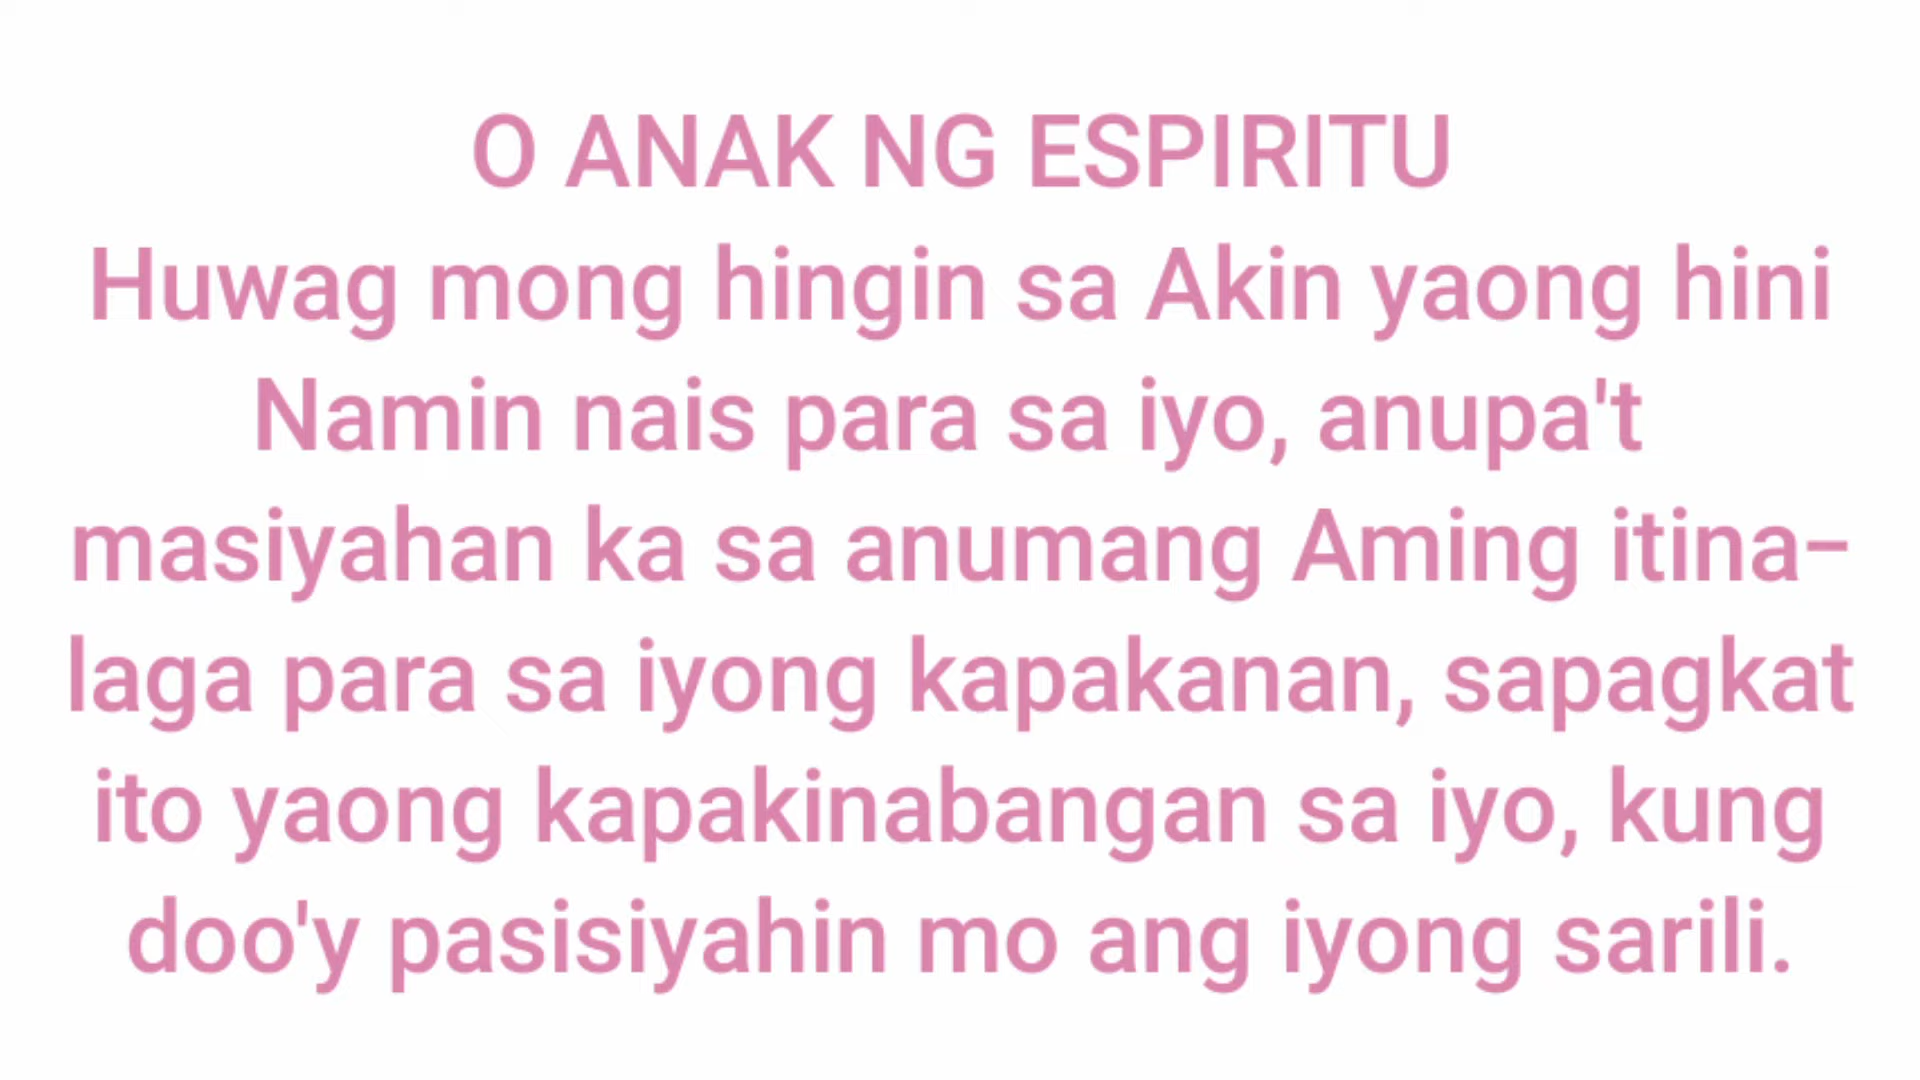 O ANAK NG ESPIRITU
Huwag mong hingin sa Akin yaong hini
Namin nais para sa iyo, anupa't
masiyahan ka sa anumang Aming itina-
laga para sa iyong kapakanan, sapagkat
ito yaong kapakinabangan sa iyo, kung
doo'y pasisiyahin mo ang iyong sarili.